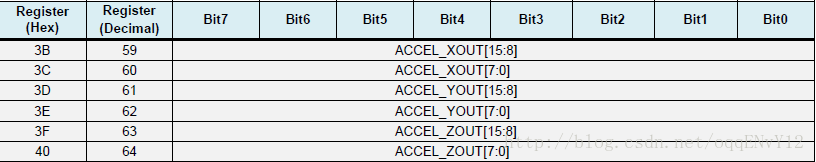 Register (Hex) Register (Decimal) Bit7 Bit6 Bit5 Bit4 Bit3 Bit2 Bit1 Bit0
3B 59 ACCEL_XOUT[15:8]
3C 60 ACCEL_XOUT[7:0]
3D 61 ACCEL_YOUT[15:8]
3E 62 ACCEL_YOUT[7:0]
3F 63 ACCEL_ZOUT[15:8]
40 64 ACCEL_ZOUT[7:0]
http://blog.csdn.net/oqqENvY12